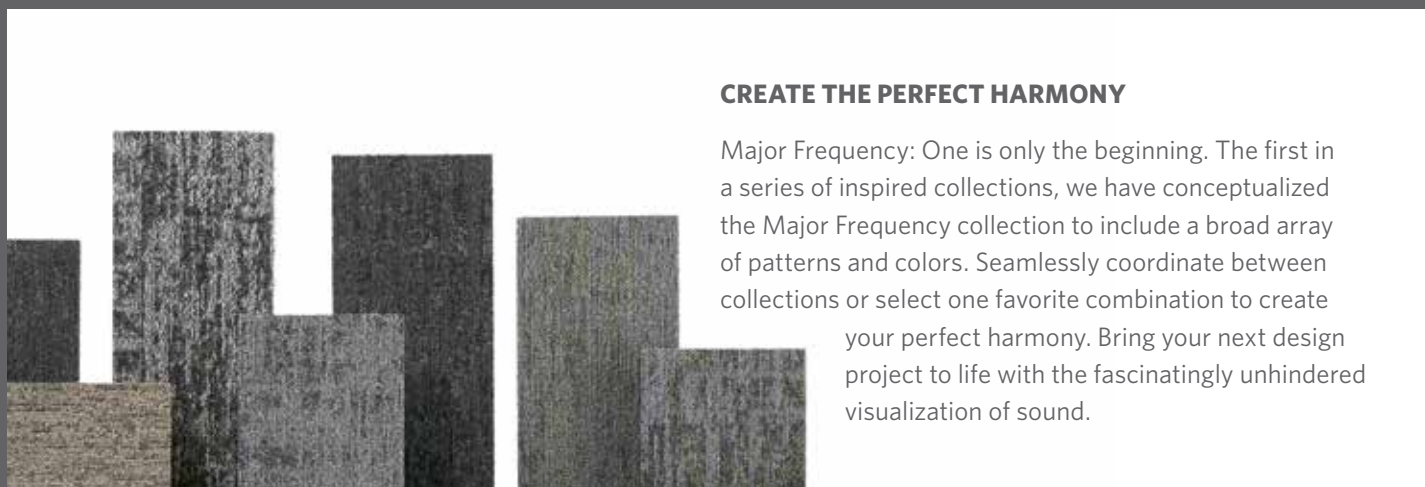 CREATE THE PERFECT HARMONY
Major Frequency: One is only the beginning. The first in
a series of inspired collections, we have conceptualized
the Major Frequency collection to include a broad array
of patterns and colors. Seamlessly coordinate between
collections or select one favorite combination to create
your perfect harmony. Bring your next design
project to life with the fascinatingly unhindered
visualization of sound.